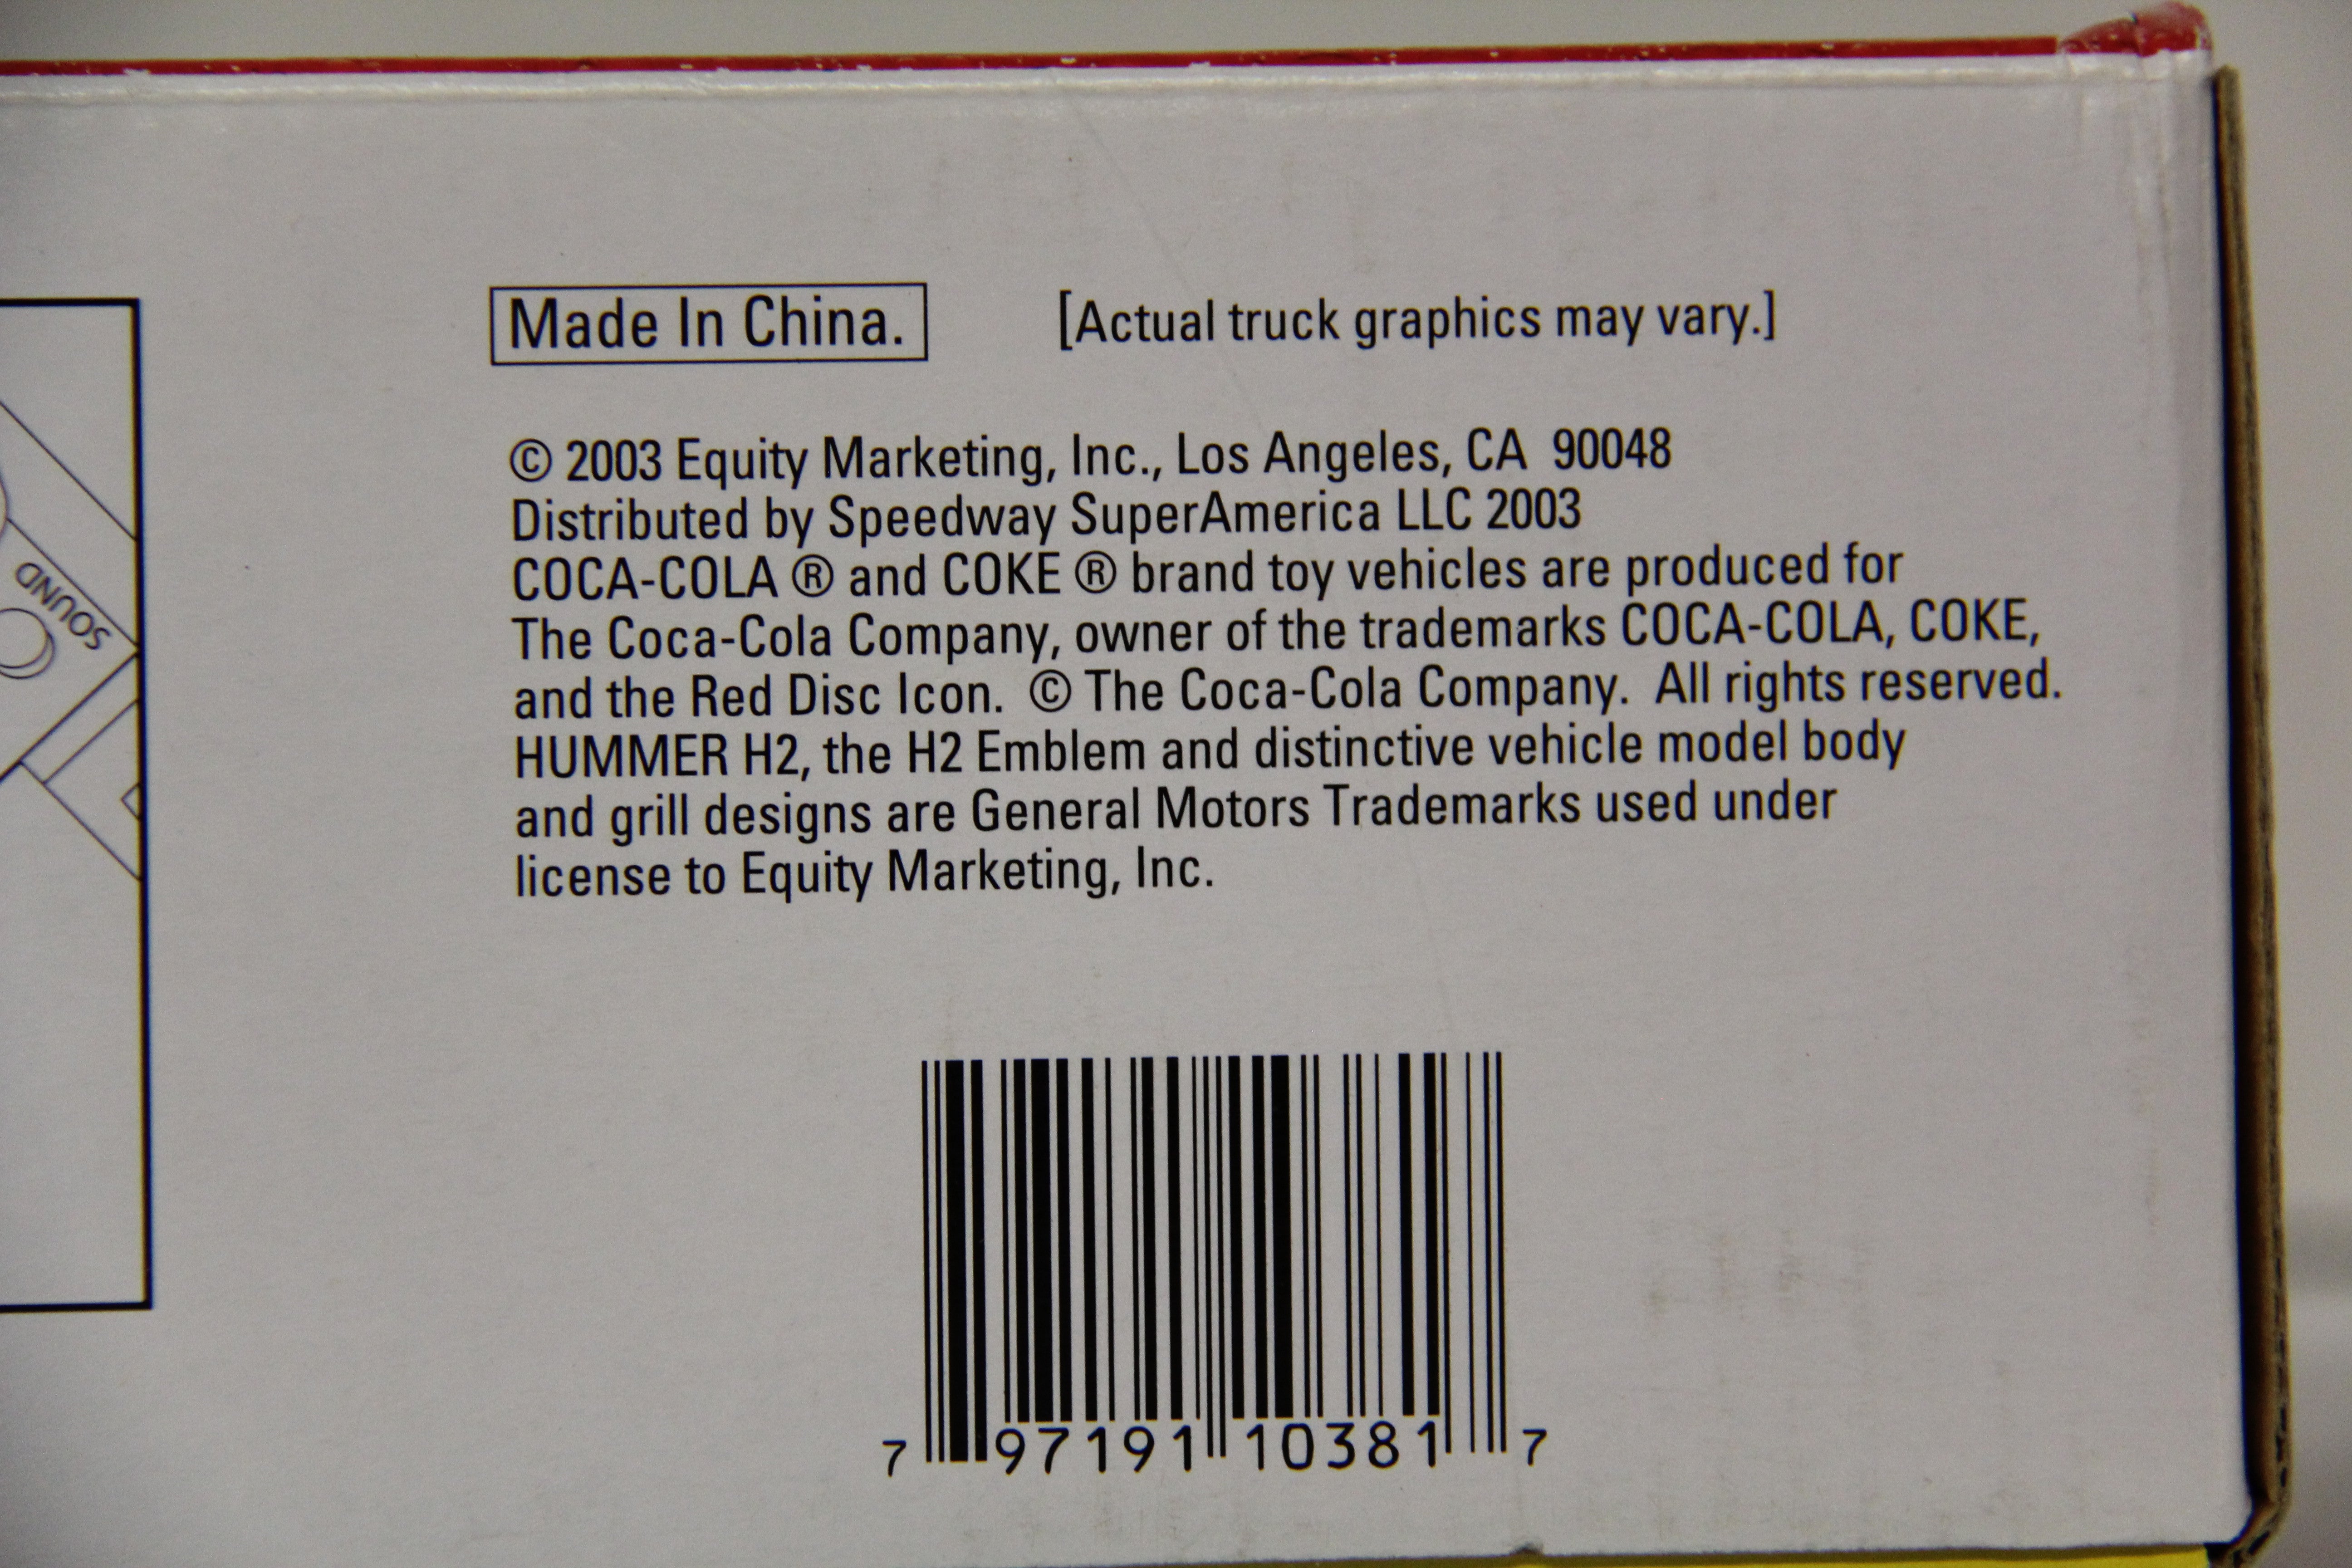 Made In China. [Actual truck graphics may vary.]
© 2003 Equity Marketing, Inc., Los Angeles, CA 90048
Distributed by Speedway SuperAmerica LLC 2003
COCA-COLA ® and COKE ® brand toy vehicles are produced for
The Coca-Cola Company, owner of the trademarks COCA-COLA, COKE,
and the Red Disc Icon. © The Coca-Cola Company. All rights reserved.
HUMMER H2, the H2 Emblem and distinctive vehicle model body
and grill designs are General Motors Trademarks used under
license to Equity Marketing, Inc.
SOUND
7 97191 10381 7